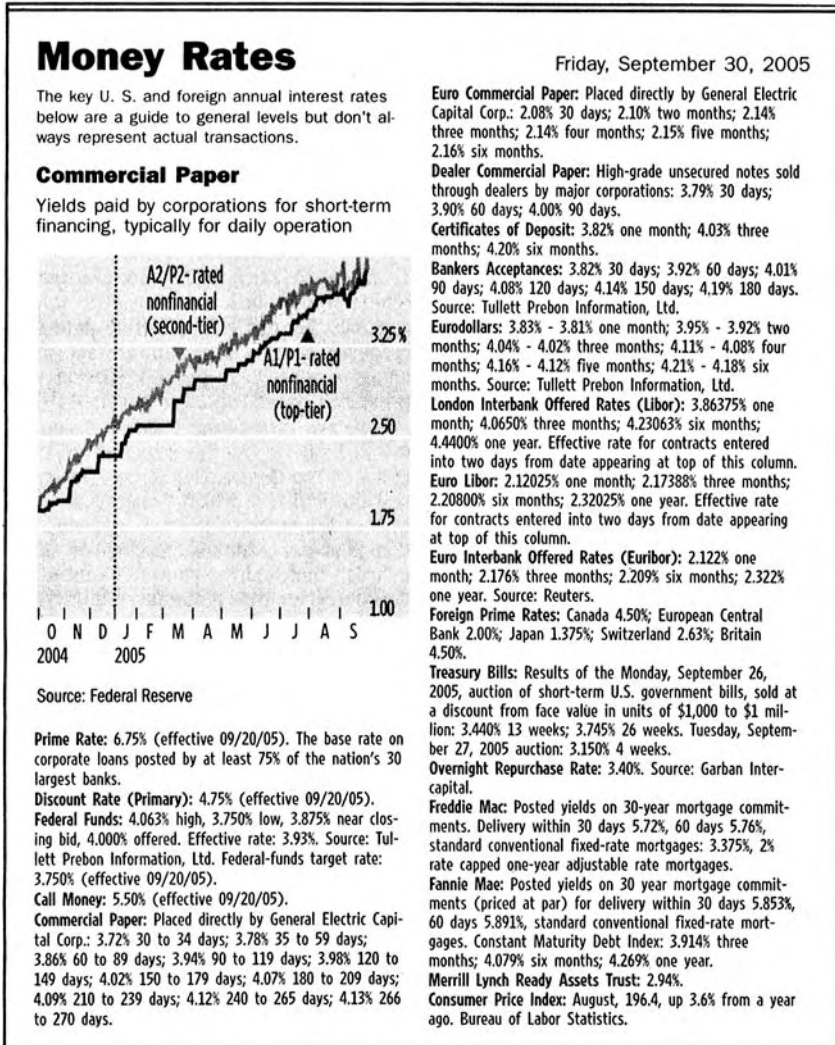 Money Rates
Friday, September 30, 2005
The key U. S. and foreign annual interest rates
below are a guide to general levels but don't al-
ways represent actual transactions.
Commercial Paper
Yields paid by corporations for short-term
financing, typically for daily operation
A2/P2- rated
nonfinancial
(second-tier)
3.25%
A1/P1- rated
nonfinancial
(top-tier)
2.50
1.75
1.00
O N D J F M A M J J A S
2004 2005
Source: Federal Reserve
Prime Rate: 6.75% (effective 09/20/05). The base rate on
corporate loans posted by at least 75% of the nation's 30
largest banks.
Discount Rate (Primary): 4.75% (effective 09/20/05).
Federal Funds: 4.063% high, 3.750% low, 3.875% near clos-
ing bid, 4.000% offered. Effective rate: 3.93%. Source: Tul-
lett Prebon Information, Ltd. Federal-funds target rate:
3.750% (effective 09/20/05).
Call Money: 5.50% (effective 09/20/05).
Commercial Paper: Placed directly by General Electric Capi-
tal Corp.: 3.72% 30 to 34 days; 3.78% 35 to 59 days;
3.86% 60 to 89 days; 3.94% 90 to 119 days; 3.98% 120 to
149 days; 4.02% 150 to 179 days; 4.07% 180 to 209 days;
4.09% 210 to 239 days; 4.12% 240 to 265 days; 4.13% 266
to 270 days.
Euro Commercial Paper: Placed directly by General Electric
Capital Corp.: 2.08% 30 days; 2.10% two months; 2.14%
three months; 2.14% four months; 2.15% five months;
2.16% six months.
Dealer Commercial Paper: High-grade unsecured notes sold
through dealers by major corporations: 3.79% 30 days;
3.90% 60 days; 4.00% 90 days.
Certificates of Deposit: 3.82% one month; 4.03% three
months; 4.20% six months.
Bankers Acceptances: 3.82% 30 days; 3.92% 60 days; 4.01%
90 days; 4.08% 120 days; 4.14% 150 days; 4.19% 180 days.
Source: Tullett Prebon Information, Ltd.
Eurodollars: 3.83% - 3.81% one month; 3.95% - 3.92% two
months; 4.04% - 4.02% three months; 4.11% - 4.08% four
months; 4.16% - 4.12% five months; 4.21% - 4.18% six
months. Source: Tullett Prebon Information, Ltd.
London Interbank Offered Rates (Libor): 3.86375% one
month; 4.0650% three months; 4.23063% six months;
4.4400% one year. Effective rate for contracts entered
into two days from date appearing at top of this column.
Euro Libor: 2.12025% one month; 2.17388% three months;
2.20800% six months; 2.32025% one year. Effective rate
for contracts entered into two days from date appearing
at top of this column.
Euro Interbank Offered Rates (Euribor): 2.122% one
month; 2.176% three months; 2.209% six months; 2.322%
one year. Source: Reuters.
Foreign Prime Rates: Canada 4.50%; European Central
Bank 2.00%; Japan 1.375%; Switzerland 2.63%; Britain
4.50%.
Treasury Bills: Results of the Monday, September 26,
2005, auction of short-term U.S. government bills, sold at
a discount from face value in units of $1,000 to $1 mil-
lion: 3.440% 13 weeks; 3.745% 26 weeks. Tuesday, Septem-
ber 27, 2005 auction: 3.150% 4 weeks.
Overnight Repurchase Rate: 3.40%. Source: Garban Inter-
capital.
Freddie Mac: Posted yields on 30-year mortgage commit-
ments. Delivery within 30 days 5.72%, 60 days 5.76%,
standard conventional fixed-rate mortgages: 3.375%, 2%
rate capped one-year adjustable rate mortgages.
Fannie Mae: Posted yields on 30 year mortgage commit-
ments (priced at par) for delivery within 30 days 5.853%,
60 days 5.891%, standard conventional fixed-rate mort-
gages. Constant Maturity Debt Index: 3.914% three
months; 4.079% six months; 4.269% one year.
Merrill Lynch Ready Assets Trust: 2.94%.
Consumer Price Index: August, 196.4, up 3.6% from a year
ago. Bureau of Labor Statistics.